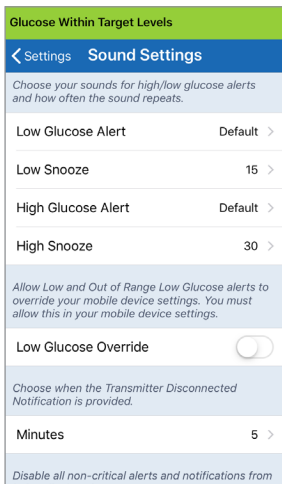 Glucose Within Target Levels
Settings Sound Settings
Choose your sounds for high/low glucose alerts
and how often the sound repeats.
Low Glucose Alert Default
Low Snooze 15
High Glucose Alert Default
High Snooze 30
Allow Low and Out of Range Low Glucose alerts to
override your mobile device settings. You must
allow this in your mobile device settings.
Low Glucose Override
Choose when the Transmitter Disconnected
Notification is provided.
Minutes 5
Disable all non-critical alerts and notifications from